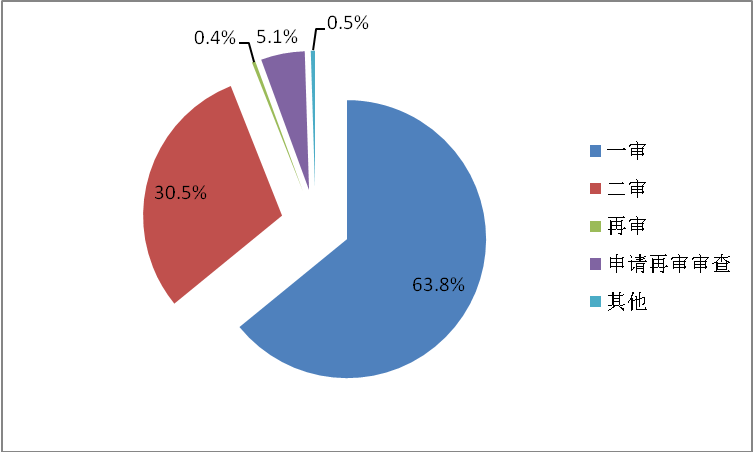 0.4%
5.1%
0.5%
30.5%
63.8%
一审
二审
再审
申请再审审查
其他